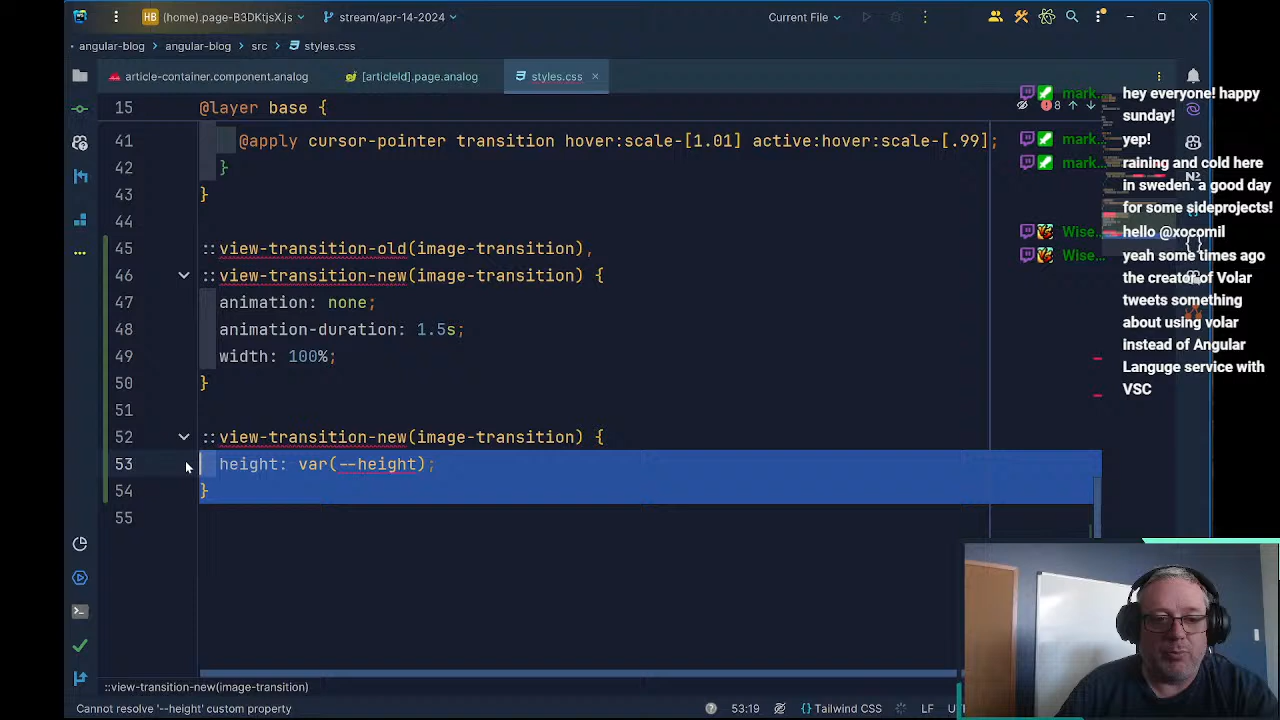 HB (home).page-B3DKtjsX.js
stream/apr-14-2024
Current File
angular-blog angular-blog src styles.css
article-container.component.analog
[articleId].page.analog
styles.css
15 @layer base {
8
41 @apply cursor-pointer transition hover:scale-[1.01] active:hover:scale-[.99];
42 }
43 }
44
45 ::view-transition-old(image-transition),
46 ::view-transition-new(image-transition) {
47 animation: none;
48 animation-duration: 1.5s;
49 width: 100%;
50 }
51
52 ::view-transition-new(image-transition) {
53 height: var(--height);
54 }
55
::view-transition-new(image-transition)
Cannot resolve '--height' custom property
53:19 Tailwind CSS LF
mark... hey everyone! happy
sunday!
mark... yep!
mark... raining and cold here
in sweden. a good day
for some sideprojects!
Wise... hello @xocomil
Wise... yeah some times ago
the creator of Volar
tweets something
about using volar
instead of Angular
Languge service with
VSC